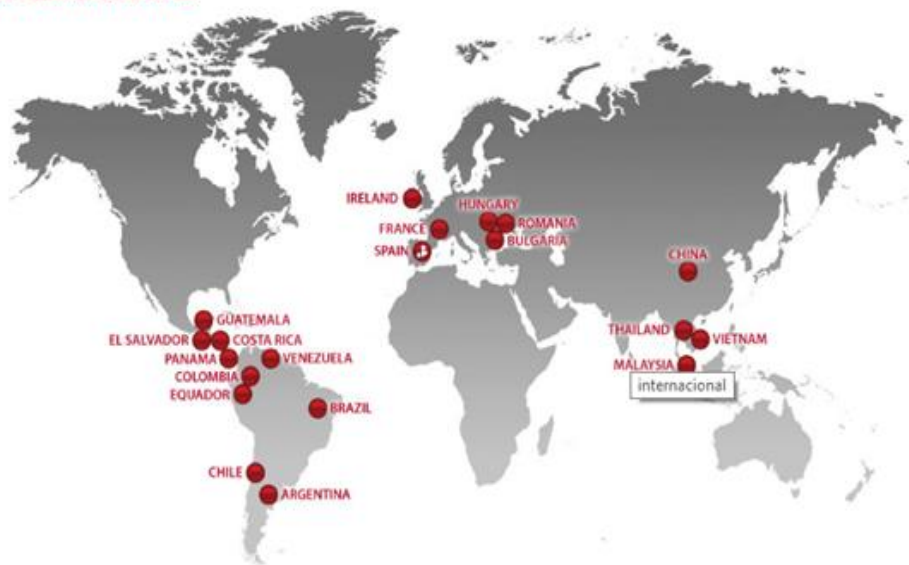 IRELAND
HUNGARY
FRANCE
ROMANIA
SPAIN
BULGARIA
CHINA
GUATEMALA
EL SALVADOR
COSTA RICA
THAILAND
VIETNAM
PANAMA
VENEZUELA
MALAYSIA
COLOMBIA
internacional
EQUADOR
BRAZIL
CHILE
ARGENTINA